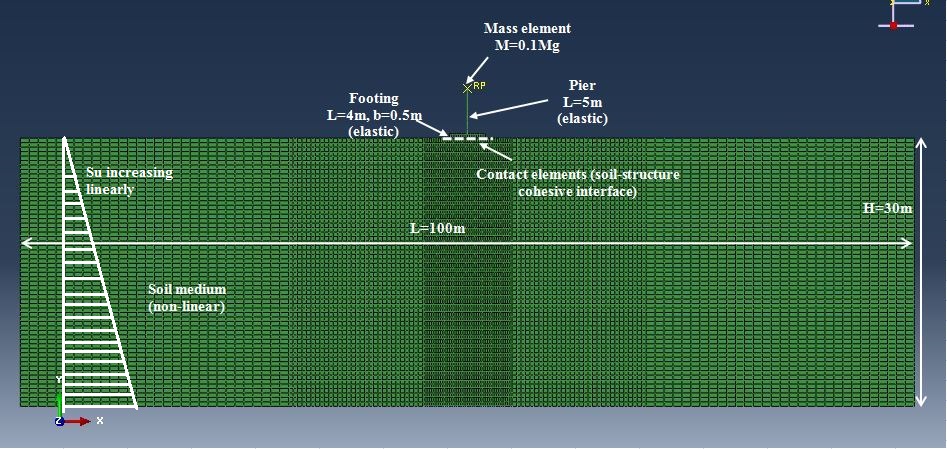 Mass element
M=0.1Mg
RP
Pier
L=5m
(elastic)
Footing
L=4m, b=0.5m
(elastic)
Su increasing
linearly
Contact elements (soil-structure
cohesive interface)
H=30m
L=100m
Soil medium
(non-linear)
Y
Z
X